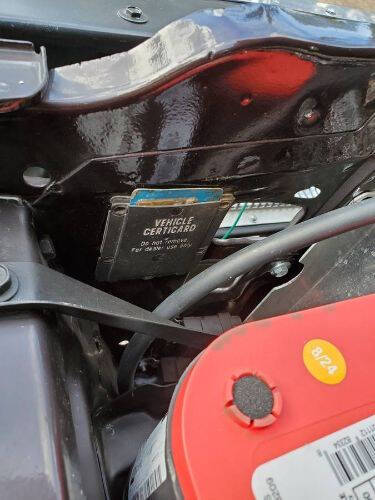 VEHICLE
CERTICARD
Do not remove
For dealer use only
8/24